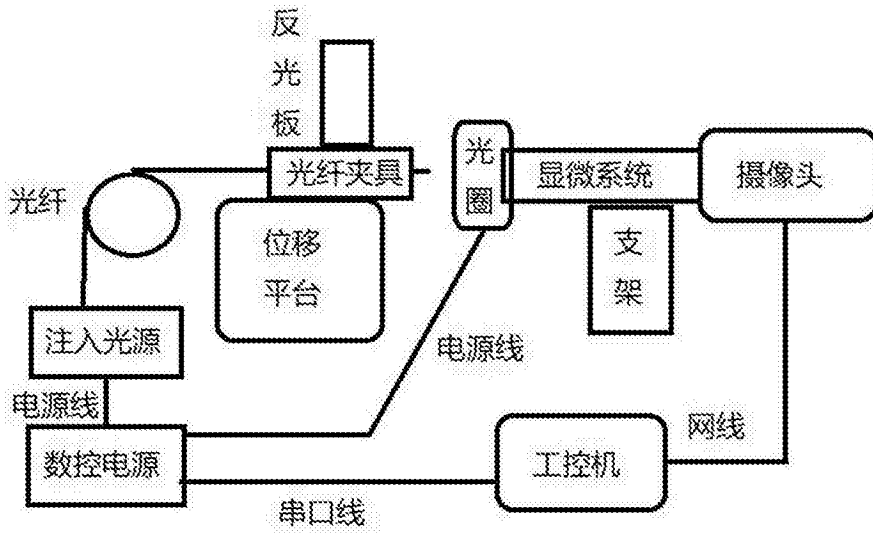 反
光
板
光纤夹具
光
圈
显微系统
摄像头
光纤
位移
平台
支
架
注入光源
电源线
电源线
数控电源
工控机
网线
串口线